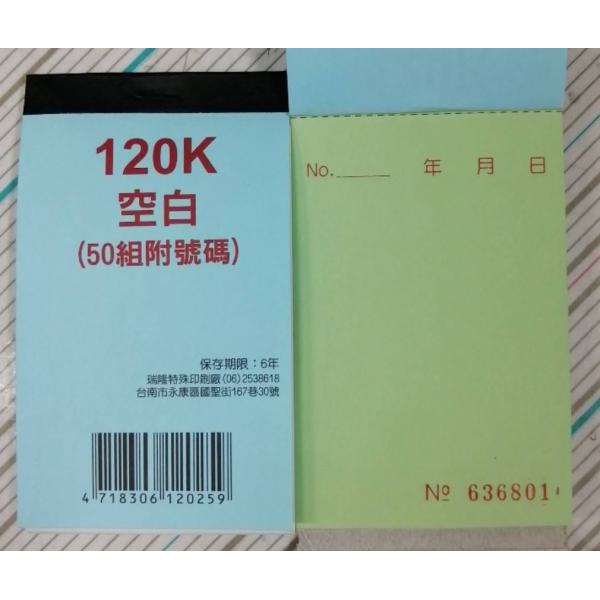 120K
空白
(50組附號碼)
保存期限：6年
瑞隆特殊印刷廠(06)2538618
台南市永康區國聖街167巷30號
4 718306 120259
No. 年 月 日
№ 636801